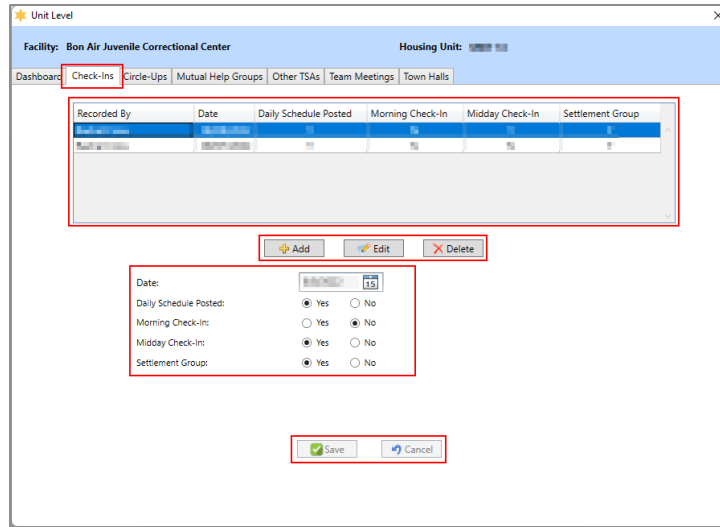 Unit Level
Facility: Bon Air Juvenile Correctional Center Housing Unit:
Dashboard Check-Ins Circle-Ups Mutual Help Groups Other TSAs Team Meetings Town Halls
Recorded By Date Daily Schedule Posted Morning Check-In Midday Check-In Settlement Group
Add Edit Delete
Date: 15
Daily Schedule Posted: Yes No
Morning Check-In: Yes No
Midday Check-In: Yes No
Settlement Group: Yes No
Save Cancel